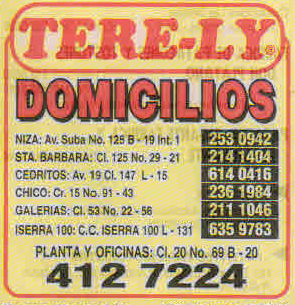 TERE-LY
DOMICILIOS
NIZA: Av. Suba No. 125 B - 19 Int. 1 253 0942
STA. BARBARA: Cl. 125 No. 29 - 21 214 1404
CEDRITOS: Av. 19 Cl. 147 L - 15 614 0416
CHICO: Cr. 15 No. 91 - 43 236 1984
GALERIAS: Cl. 53 No. 22 - 56 211 1046
ISERRA 100: C.C. ISERRA 100 L - 131 635 9783
PLANTA Y OFICINAS: Cl. 20 No. 69 B - 20
412 7224